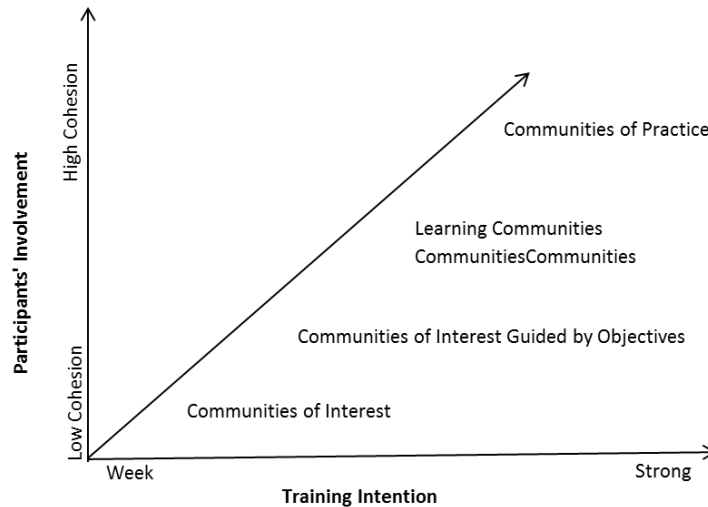 High Cohesion
Communities of Practice
Participants' Involvement
Learning Communities
CommunitiesCommunities
Communities of Interest Guided by Objectives
Low Cohesion
Communities of Interest
Week
Strong
Training Intention